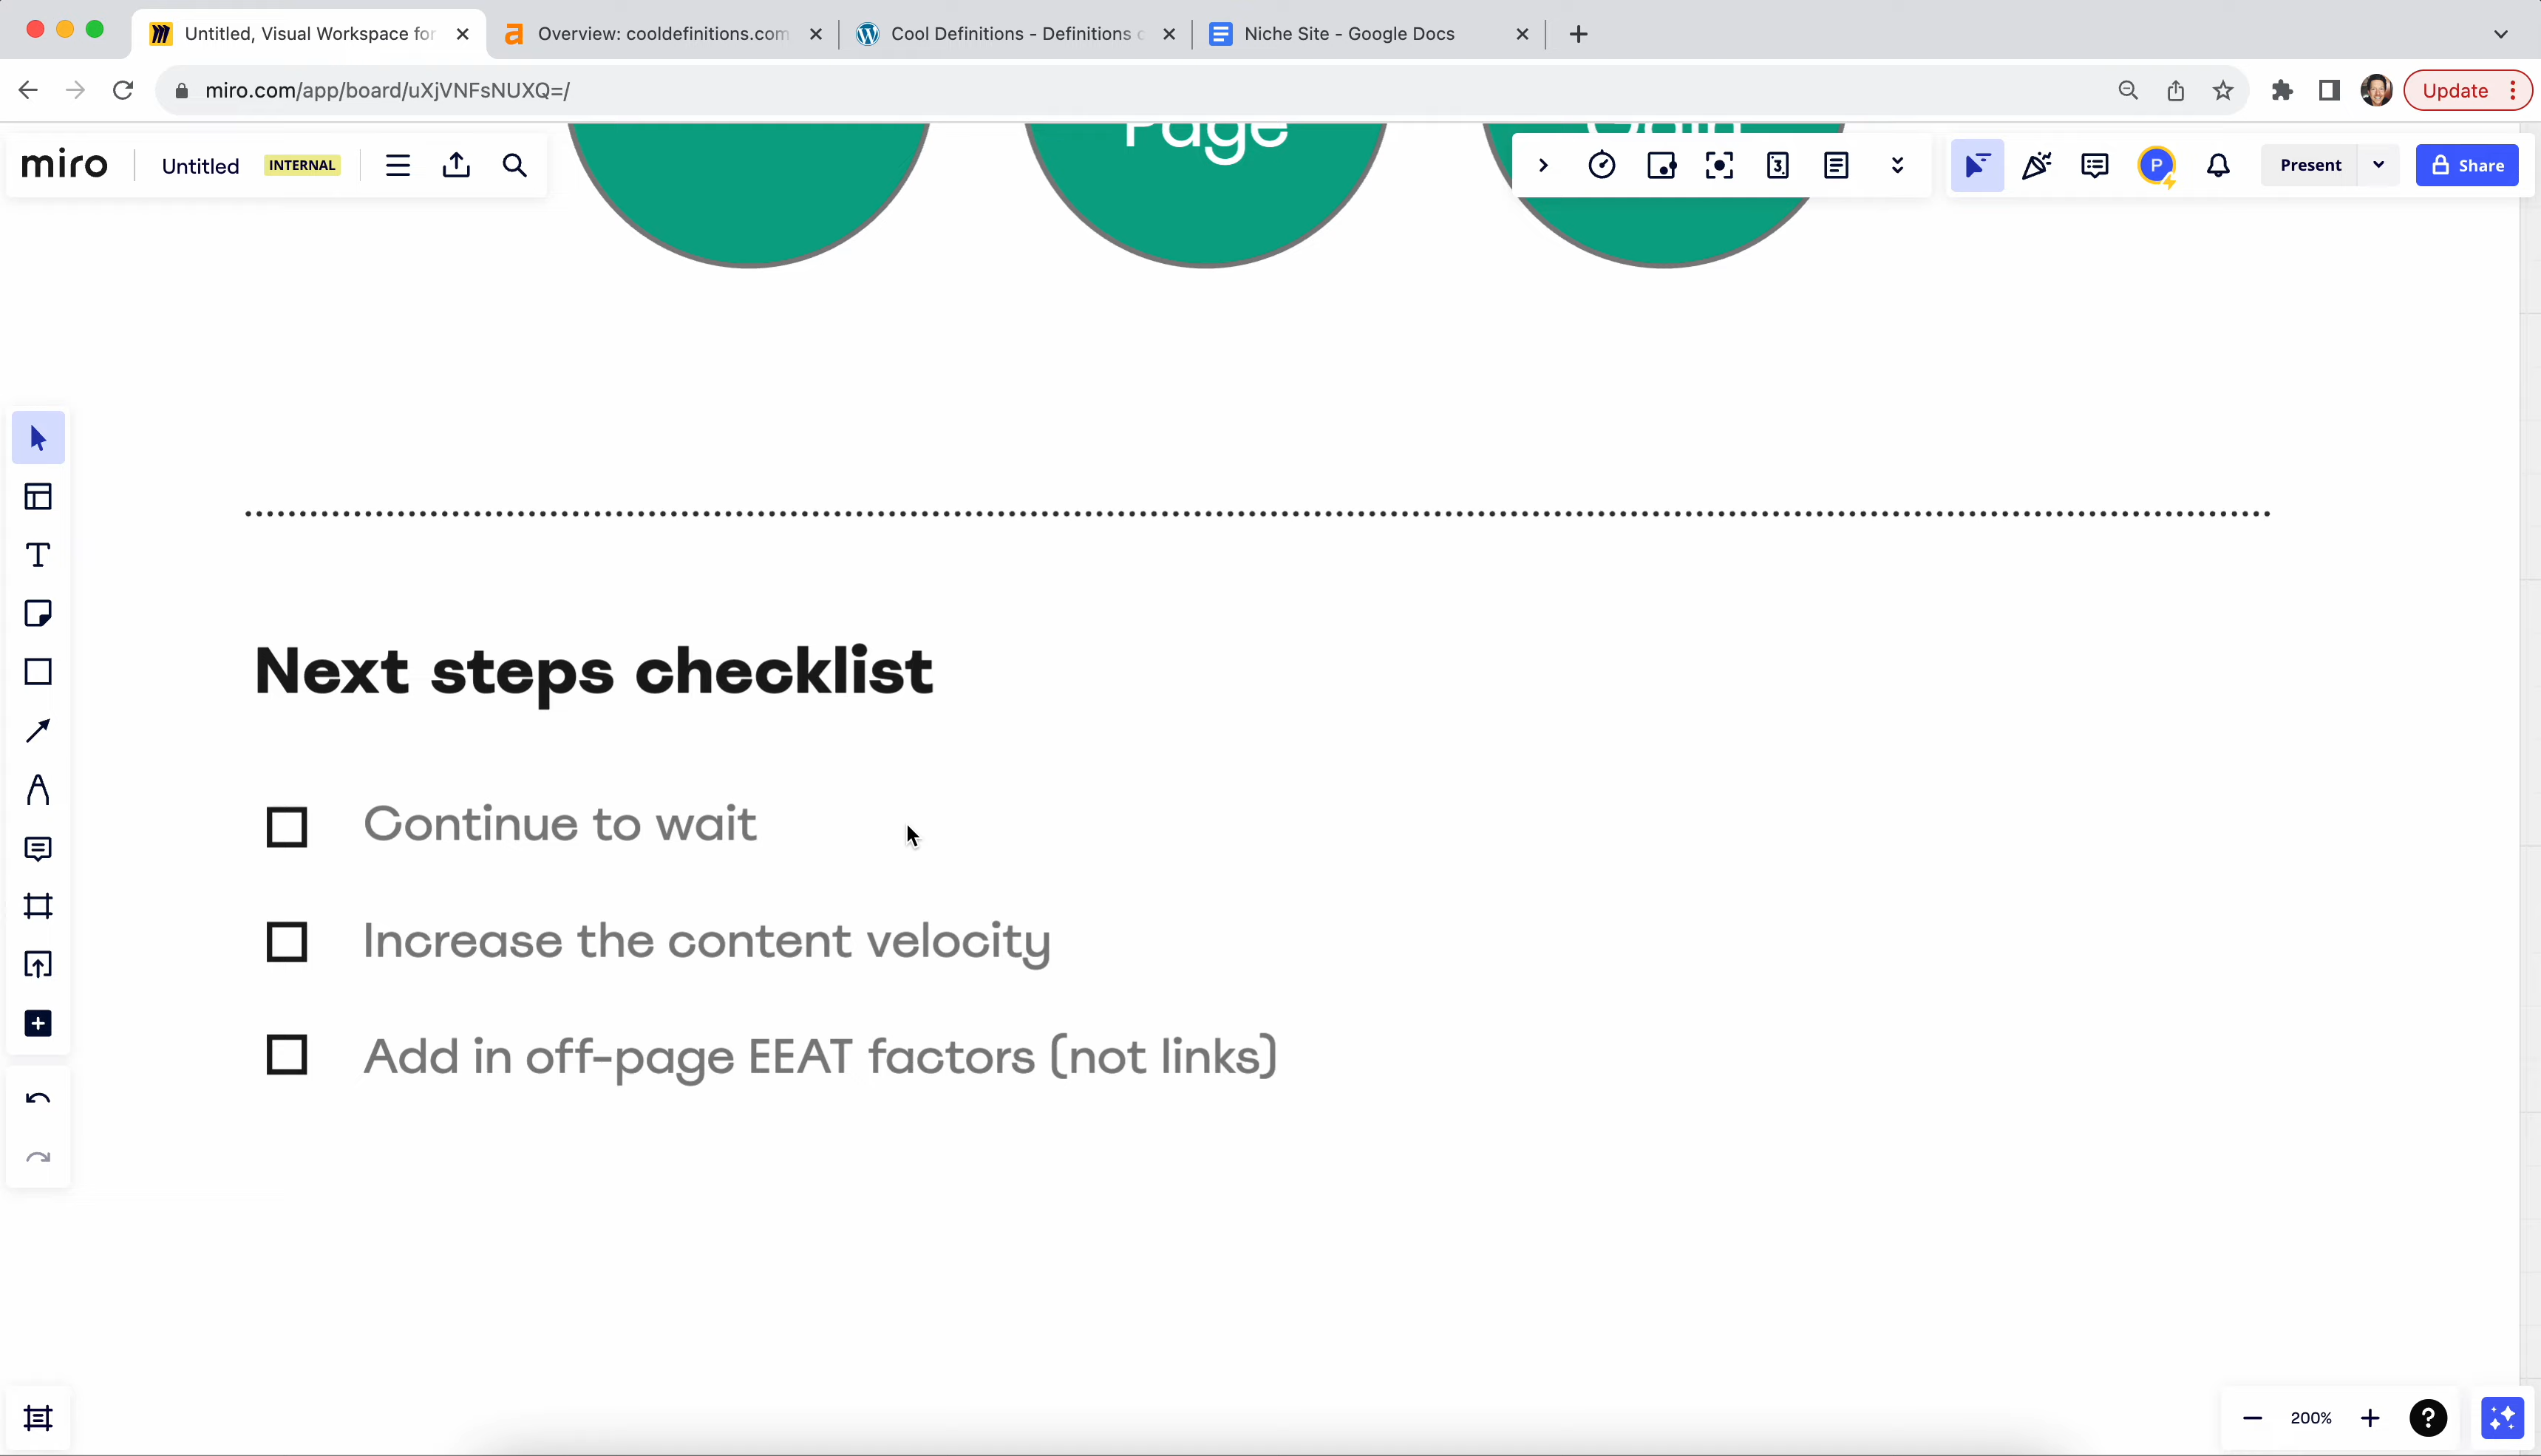 Untitled, Visual Workspace for
Overview: cooldefinitions.com
Cool Definitions - Definitions
Niche Site - Google Docs
miro.com/app/board/uXjVNFsNUXQ=/
Update
miro
Untitled
INTERNAL
3
P
Present
Share
Page
Gain
Next steps checklist
Continue to wait
Increase the content velocity
Add in off-page EEAT factors (not links)
200%
?